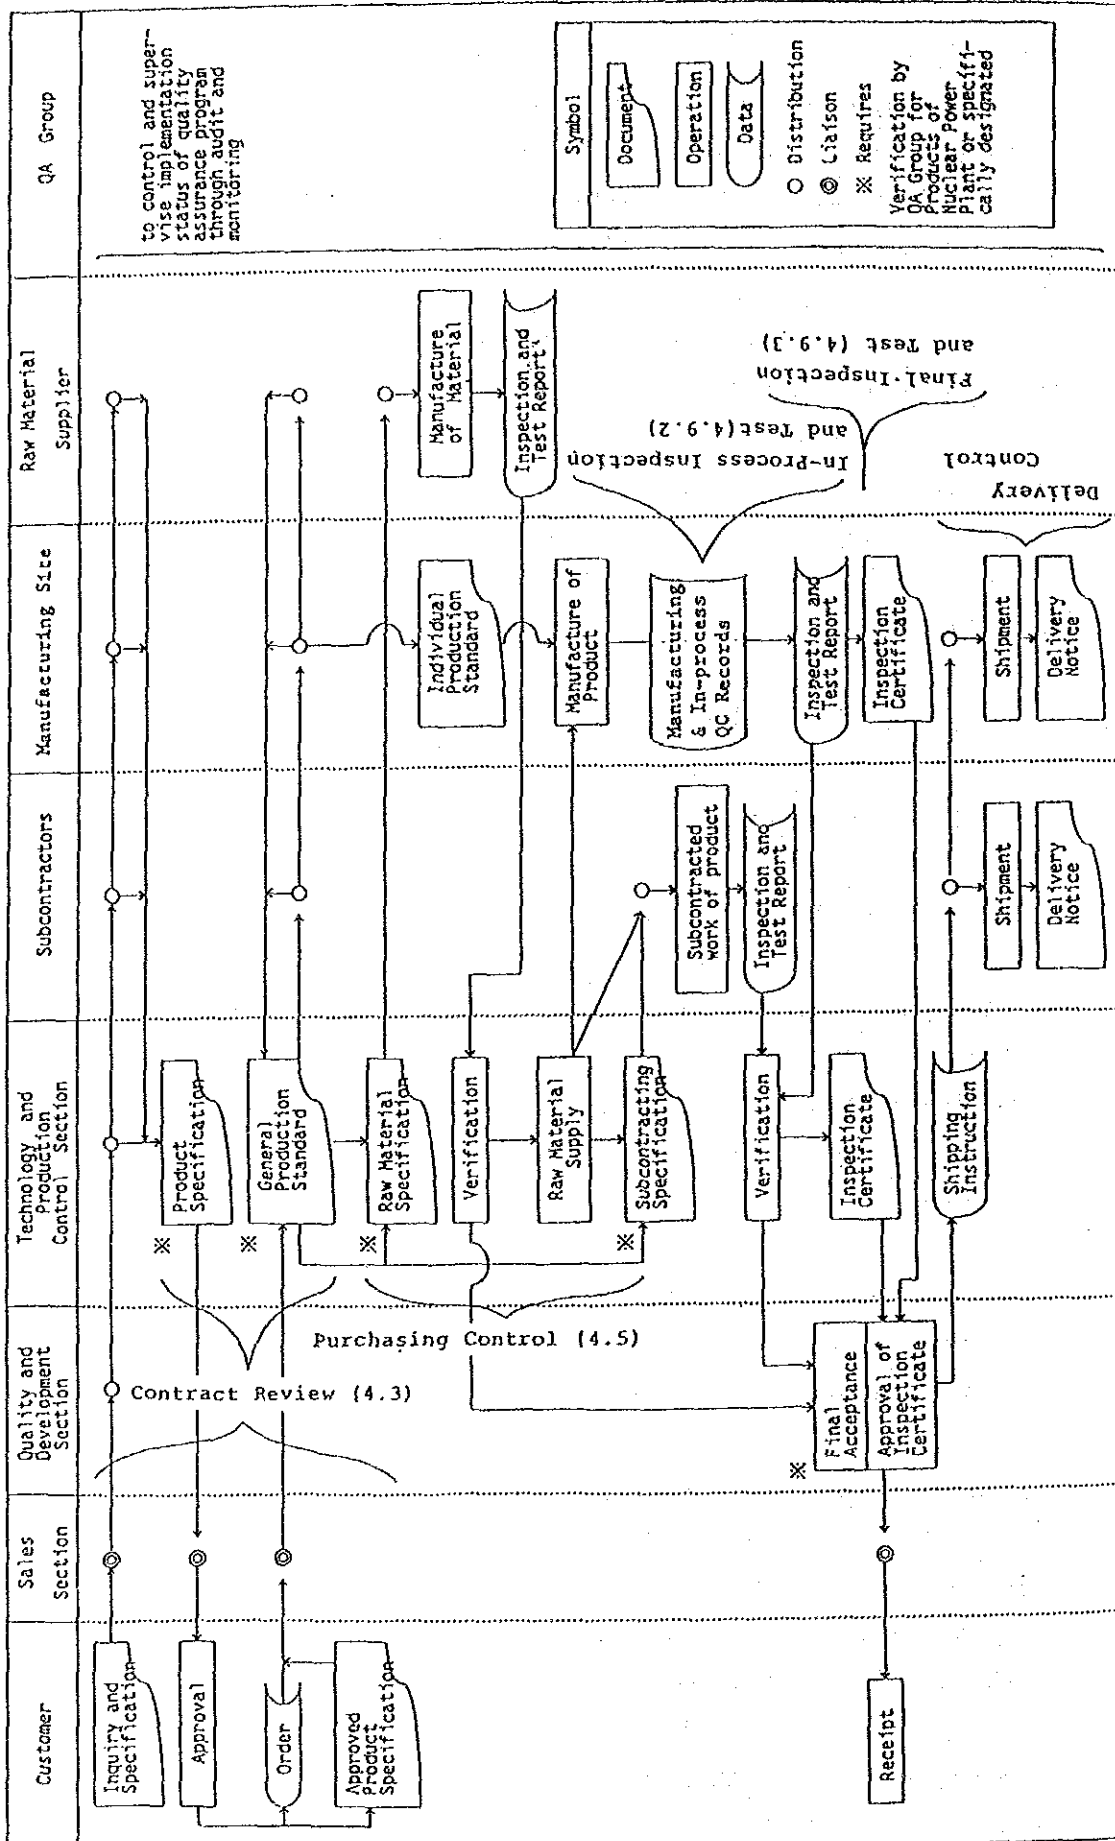 Customer
Sales
Section
Quality and
Development
Section
Technology and
Production
Control Section
Subcontractors
Manufacturing Site
Raw Material
Supplier
QA Group
Inquiry and
Specification
Approval
Order
Approved
Product
Specification
Receipt
Contract Review (4.3)
Purchasing Control (4.5)
Final
Acceptance
Approval of
Inspection
Certificate
※
※
Product
Specification
※
General
Production
Standard
※
Raw Material
Specification
Verification
Raw Material
Supply
※
Subcontracting
Specification
Verification
Inspection
Certificate
Shipping
Instruction
Subcontracted
work of product
Inspection and
Test Report
Shipment
Delivery
Notice
Individual
Production
Standard
Manufacture of
Product
Manufacturing
& In-process
QC Records
Inspection and
Test Report
Inspection
Certificate
Shipment
Delivery
Notice
Manufacture
of Material
Inspection and
Test Report
In-Process Inspection
and Test(4.9.2)
Final Inspection
and Test (4.9.3)
Delivery
Control
to control and super-
vise implementation
status of quality
assurance program
through audit and
monitoring
Symbol
Document
Operation
Data
○ Distribution
◎ Liaison
※ Requires
Verification by
QA Group for
Products of
Nuclear Power
Plant or specifi-
cally designated